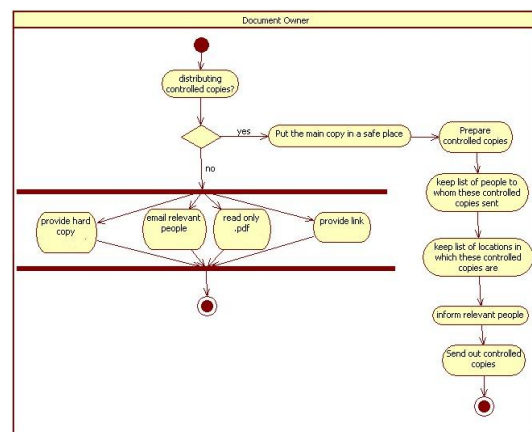 Document Owner
distributing
controlled copies?
yes
Put the main copy in a safe place
Prepare
controlled copies
no
keep list of people to
whom these controlled
copies sent
provide hard
copy
email relevant
people
read only
.pdf
provide link
keep list of locations in
which these controlled
copies are
inform relevant people
Send out controlled
copies